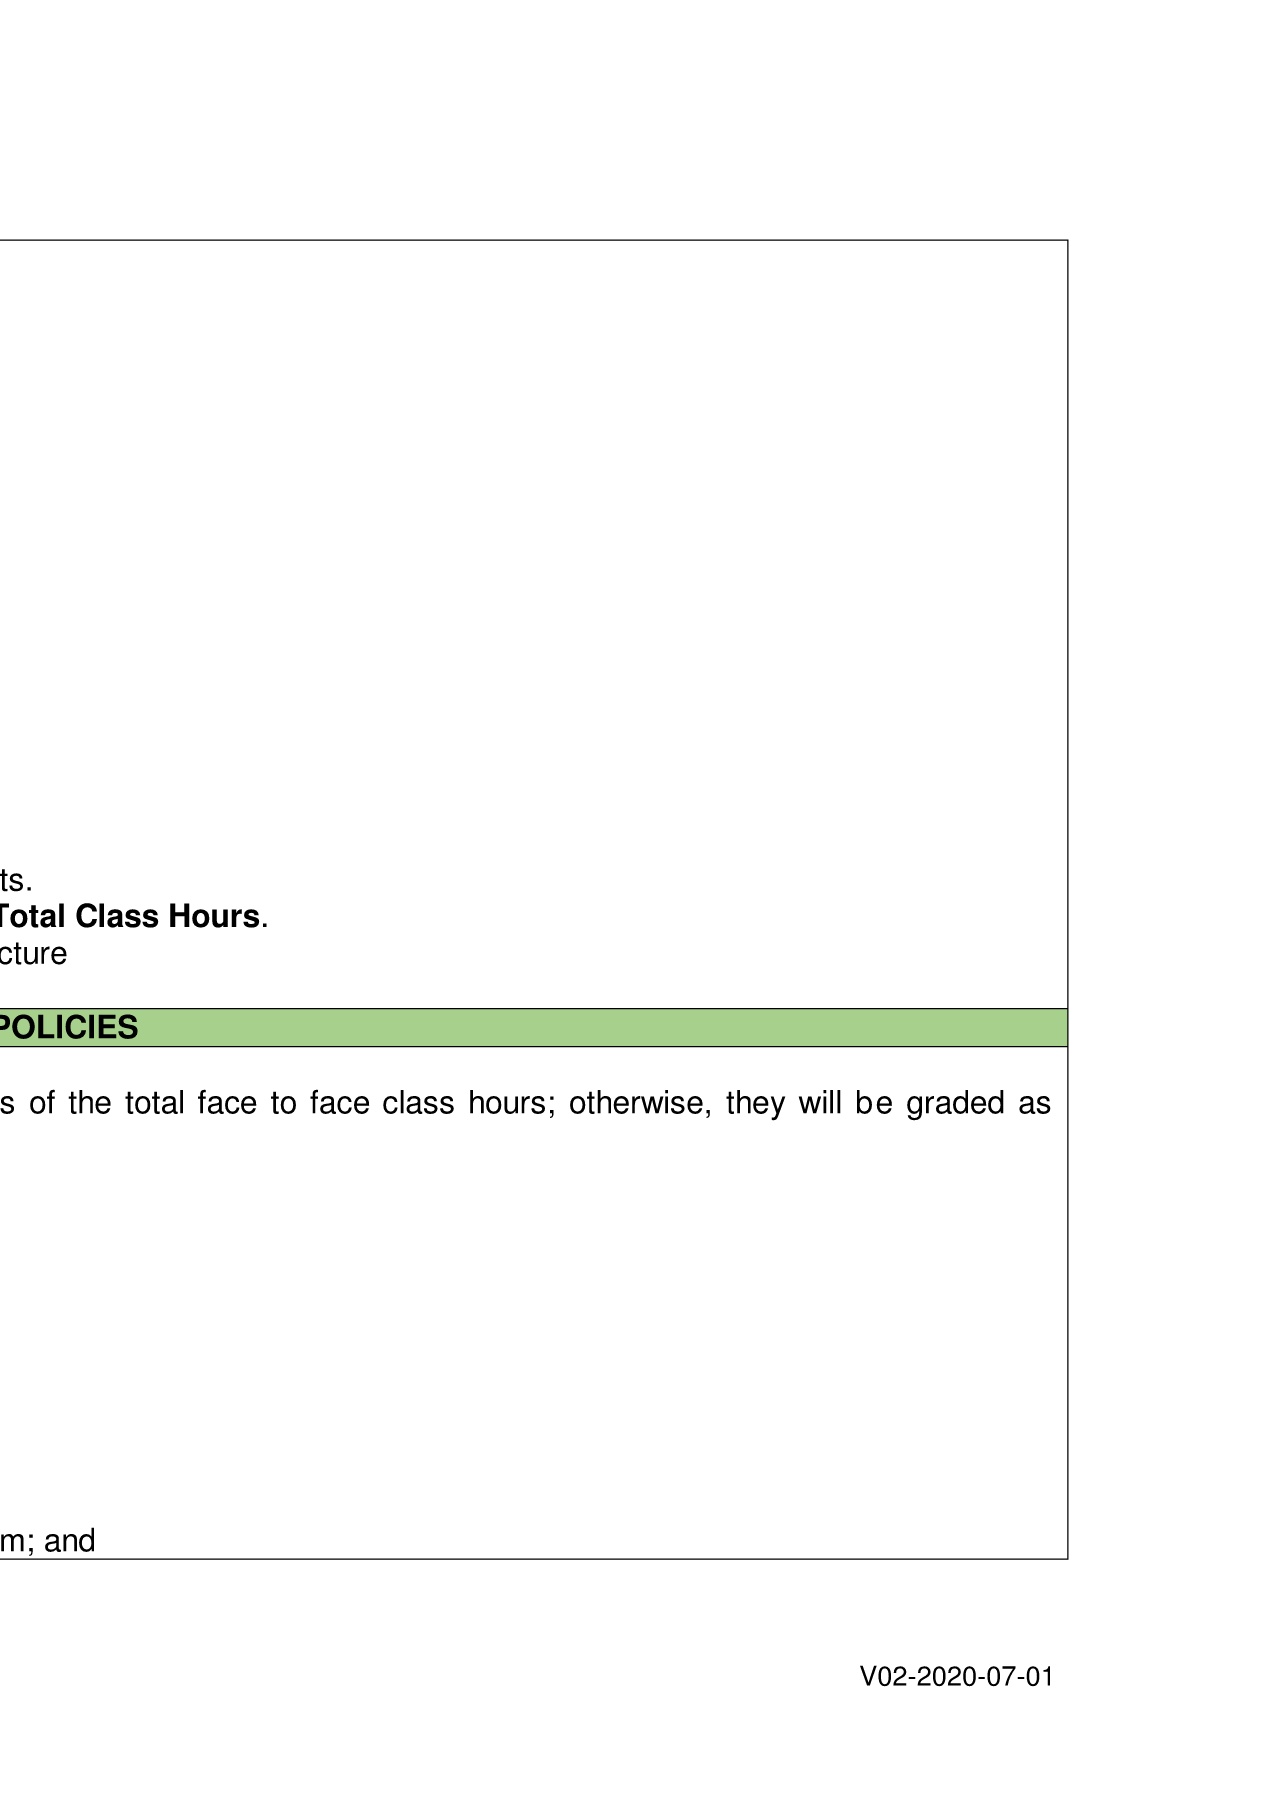 ts.
Total Class Hours.
cture
POLICIES
s of the total face to face class hours; otherwise, they will be graded as
m; and
V02-2020-07-01